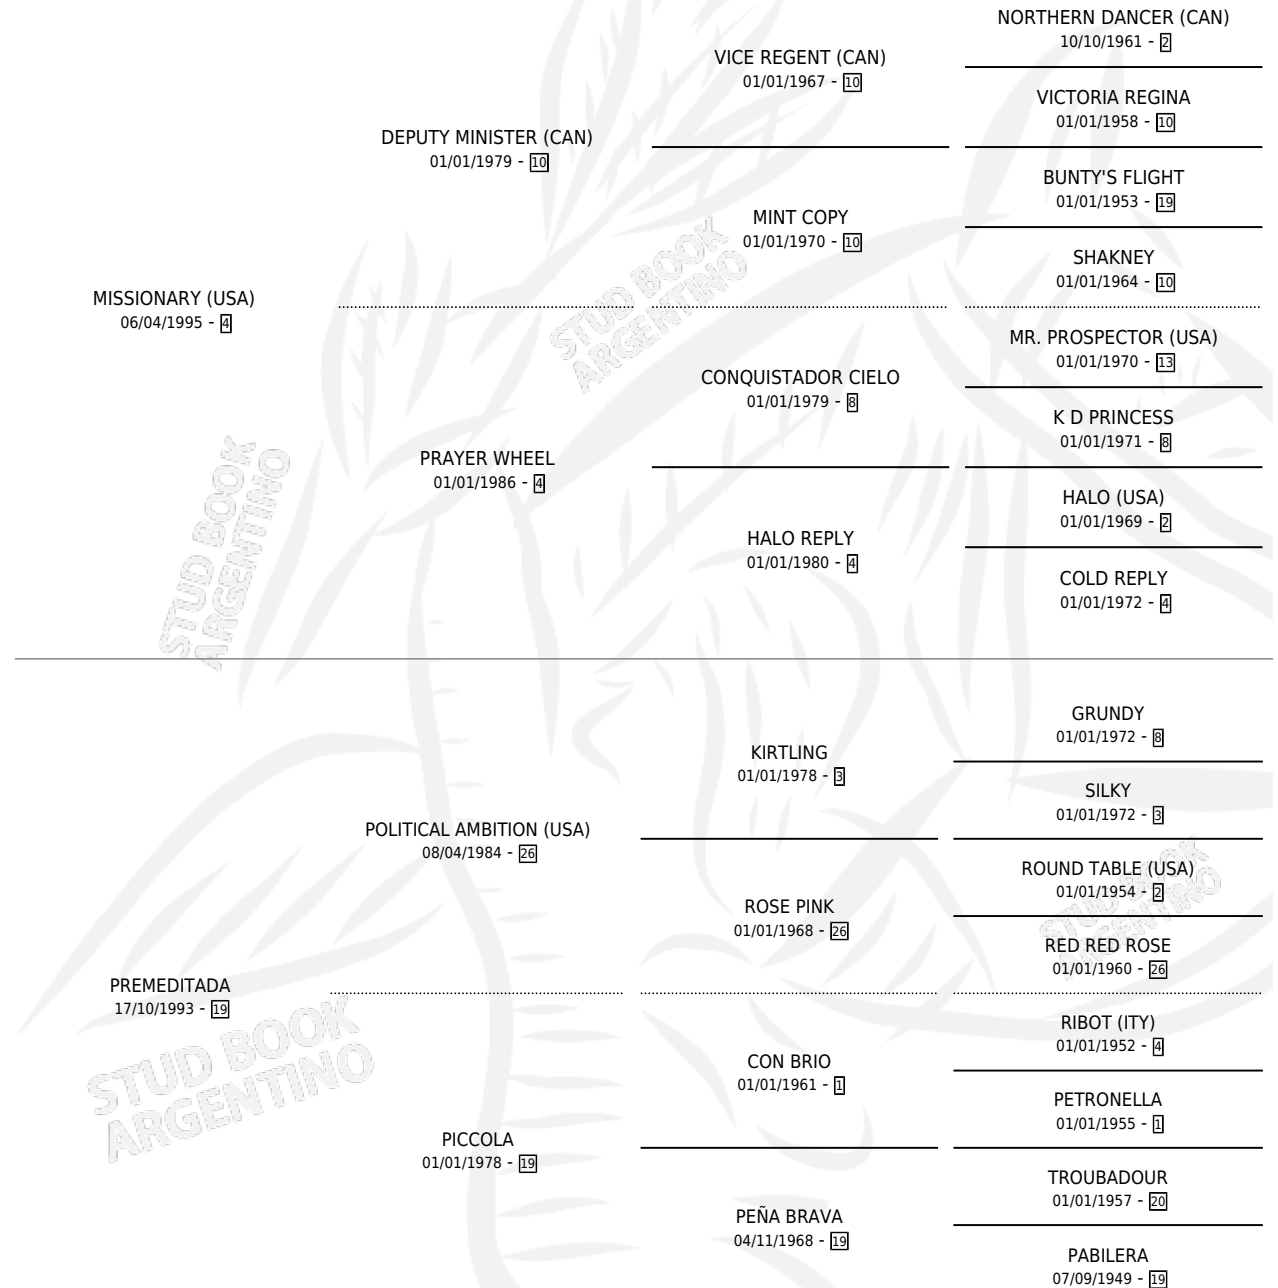 NORTHERN DANCER (CAN)
10/10/1961 - 2
VICE REGENT (CAN)
01/01/1967 - 10
VICTORIA REGINA
01/01/1958 - 10
DEPUTY MINISTER (CAN)
01/01/1979 - 10
BUNTY'S FLIGHT
01/01/1953 - 19
MINT COPY
01/01/1970 - 10
SHAKNEY
01/01/1964 - 10
MISSIONARY (USA)
06/04/1995 - 4
MR. PROSPECTOR (USA)
01/01/1970 - 13
CONQUISTADOR CIELO
01/01/1979 - 8
K D PRINCESS
01/01/1971 - 8
PRAYER WHEEL
01/01/1986 - 4
HALO (USA)
01/01/1969 - 2
HALO REPLY
01/01/1980 - 4
COLD REPLY
01/01/1972 - 4
GRUNDY
01/01/1972 - 8
KIRTLING
01/01/1978 - 3
SILKY
01/01/1972 - 3
POLITICAL AMBITION (USA)
08/04/1984 - 26
ROUND TABLE (USA)
01/01/1954 - 2
ROSE PINK
01/01/1968 - 26
RED RED ROSE
01/01/1960 - 26
PREMEDITADA
17/10/1993 - 19
RIBOT (ITY)
01/01/1952 - 4
CON BRIO
01/01/1961 - 1
PETRONELLA
01/01/1955 - 1
PICCOLA
01/01/1978 - 19
TROUBADOUR
01/01/1957 - 20
PEÑA BRAVA
04/11/1968 - 19
PABILERA
07/09/1949 - 19
STUD BOOK
ARGENTINO
STUD BOOK
ARGENTINO
STUD BOOK
ARGENTINO
STUD BOOK
ARGENTINO